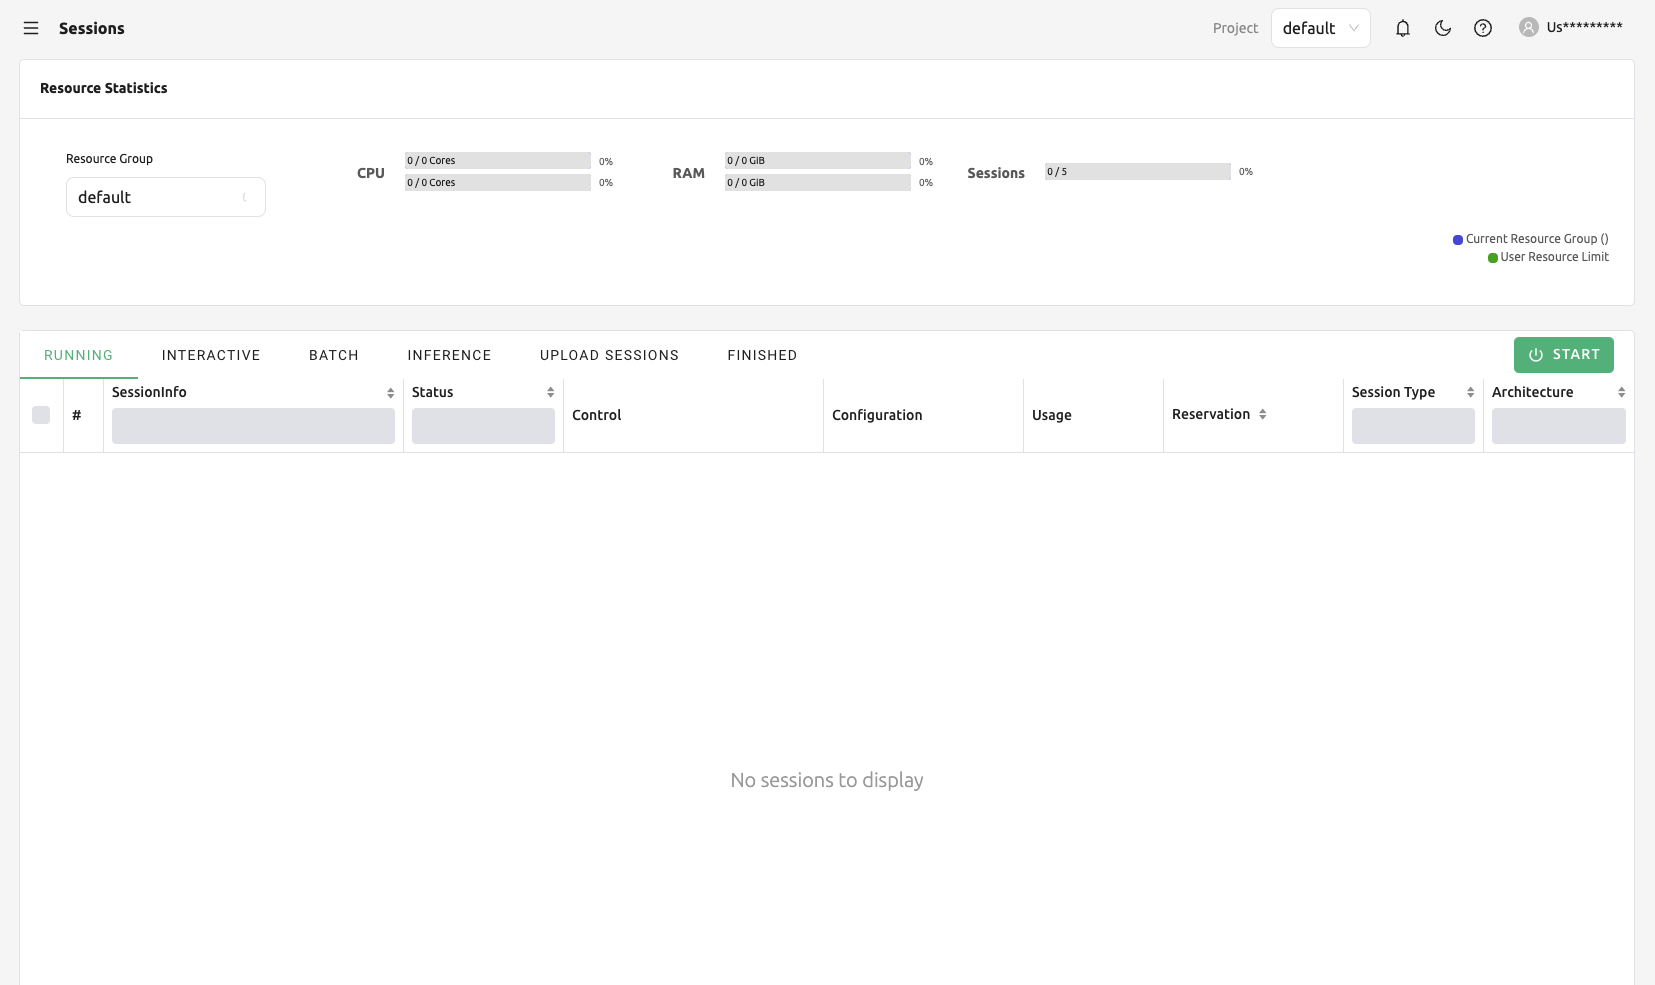 Sessions
Project default Us*********
Resource Statistics
Resource Group
default
CPU
0 / 0 Cores 0%
0 / 0 Cores 0%
RAM
0 / 0 GiB 0%
0 / 0 GiB 0%
Sessions
0 / 5 0%
Current Resource Group ()
User Resource Limit
RUNNING INTERACTIVE BATCH INFERENCE UPLOAD SESSIONS FINISHED START
# SessionInfo Status Control Configuration Usage Reservation Session Type Architecture
No sessions to display